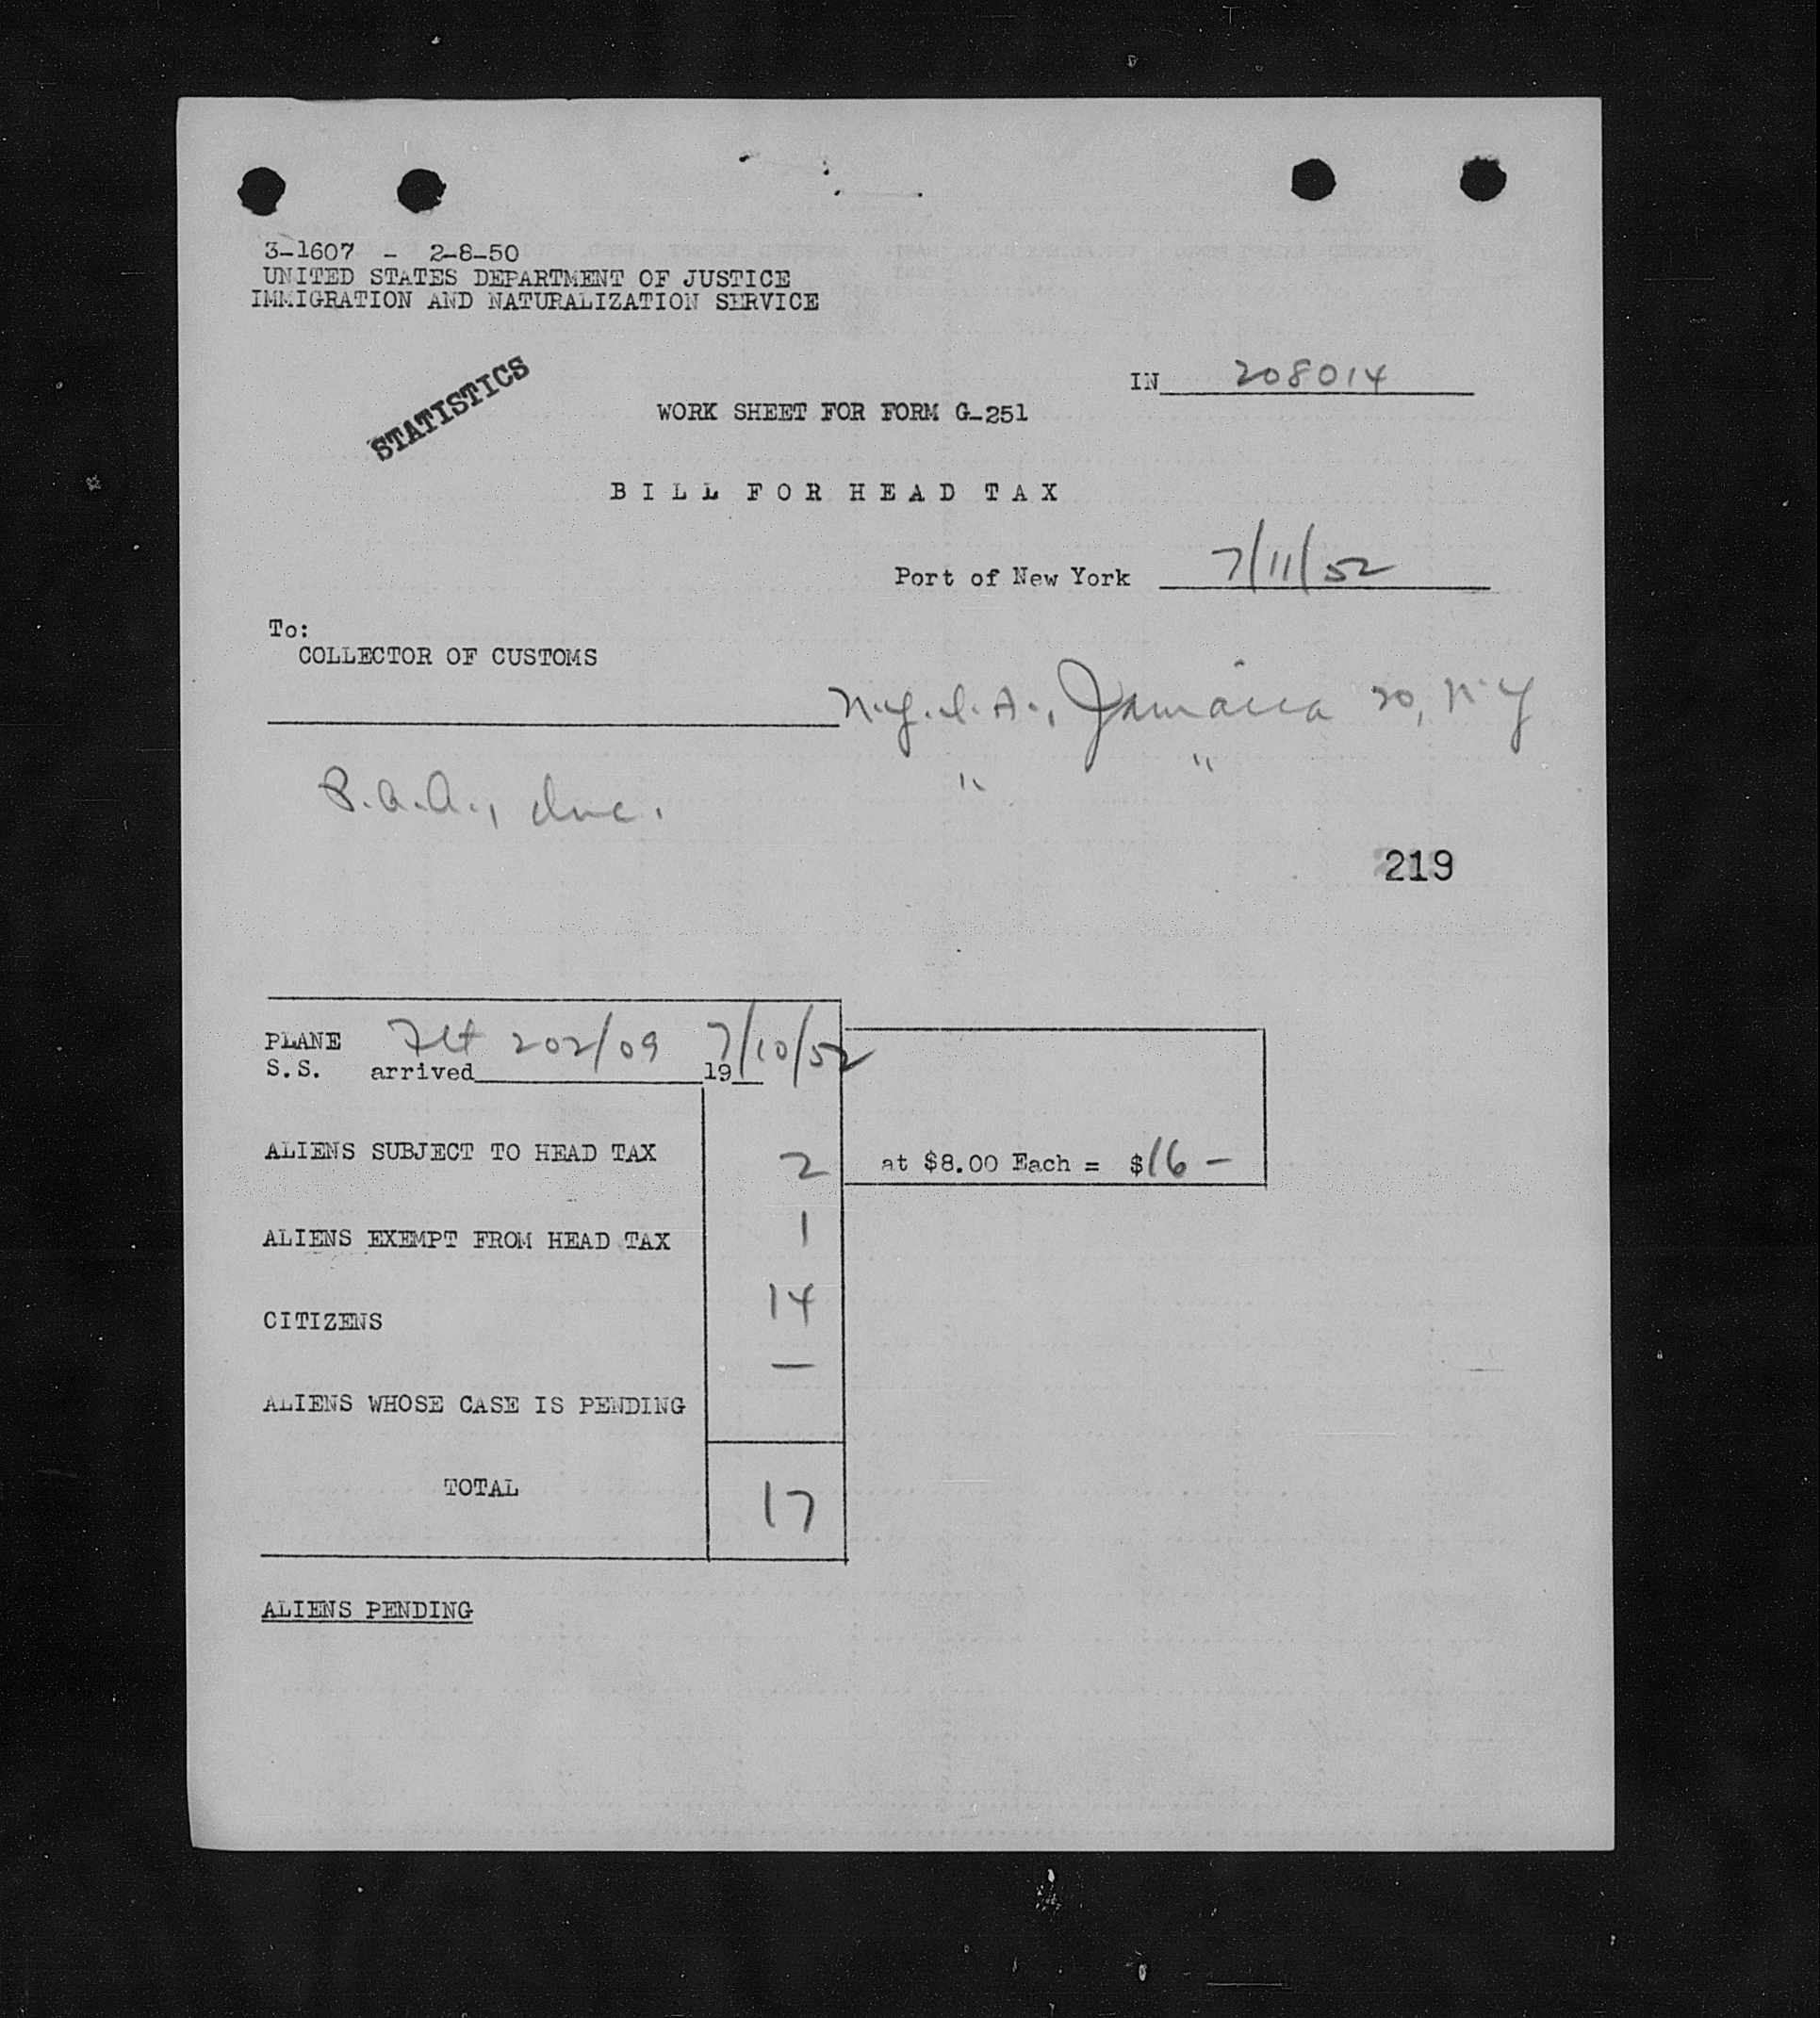 3-1607 - 2-8-50
UNITED STATES DEPARTMENT OF JUSTICE
IMMIGRATION AND NATURALIZATION SERVICE
STATISTICS
IN 208014
WORK SHEET FOR FORM G-251
BILL FOR HEAD TAX
Port of New York 7/11/52
To:
COLLECTOR OF CUSTOMS
N.Y.I.A., Jamaica 20, N.Y
P.A.A., Inc. " "
219
PLANE Flt 202/09 7/10/52
S.S. arrived 19
ALIENS SUBJECT TO HEAD TAX 2 at $8.00 Each = $16 —
ALIENS EXEMPT FROM HEAD TAX 1
CITIZENS 14
ALIENS WHOSE CASE IS PENDING —
TOTAL 17
ALIENS PENDING